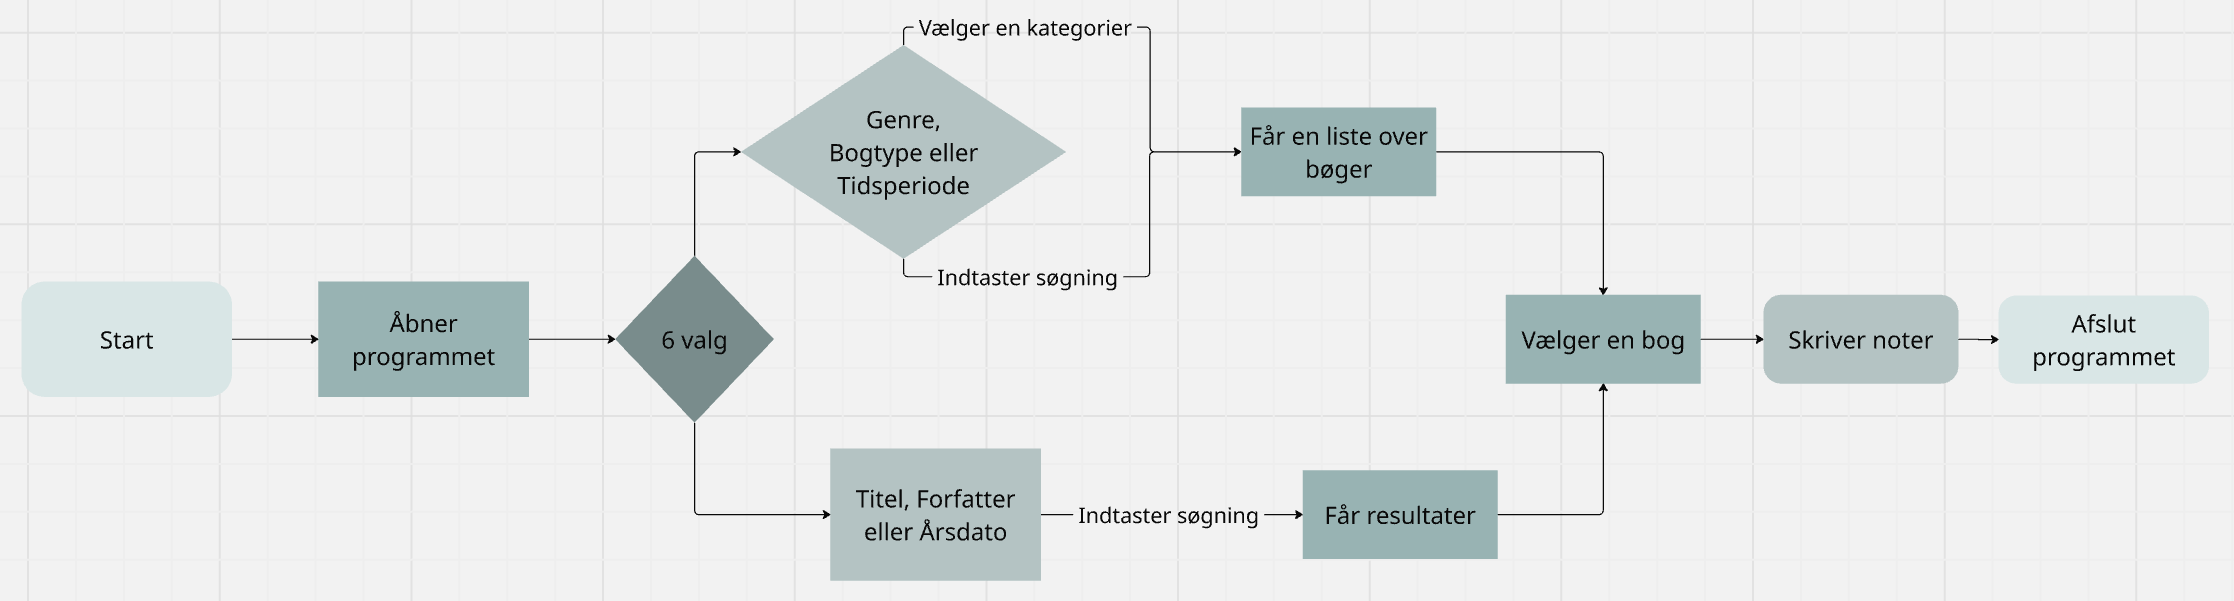 Start
Åbner
programmet
6 valg
Vælger en kategorier
Genre,
Bogtype eller
Tidsperiode
Indtaster søgning
Får en liste over
bøger
Titel, Forfatter
eller Årsdato
Indtaster søgning
Får resultater
Vælger en bog
Skriver noter
Afslut
programmet